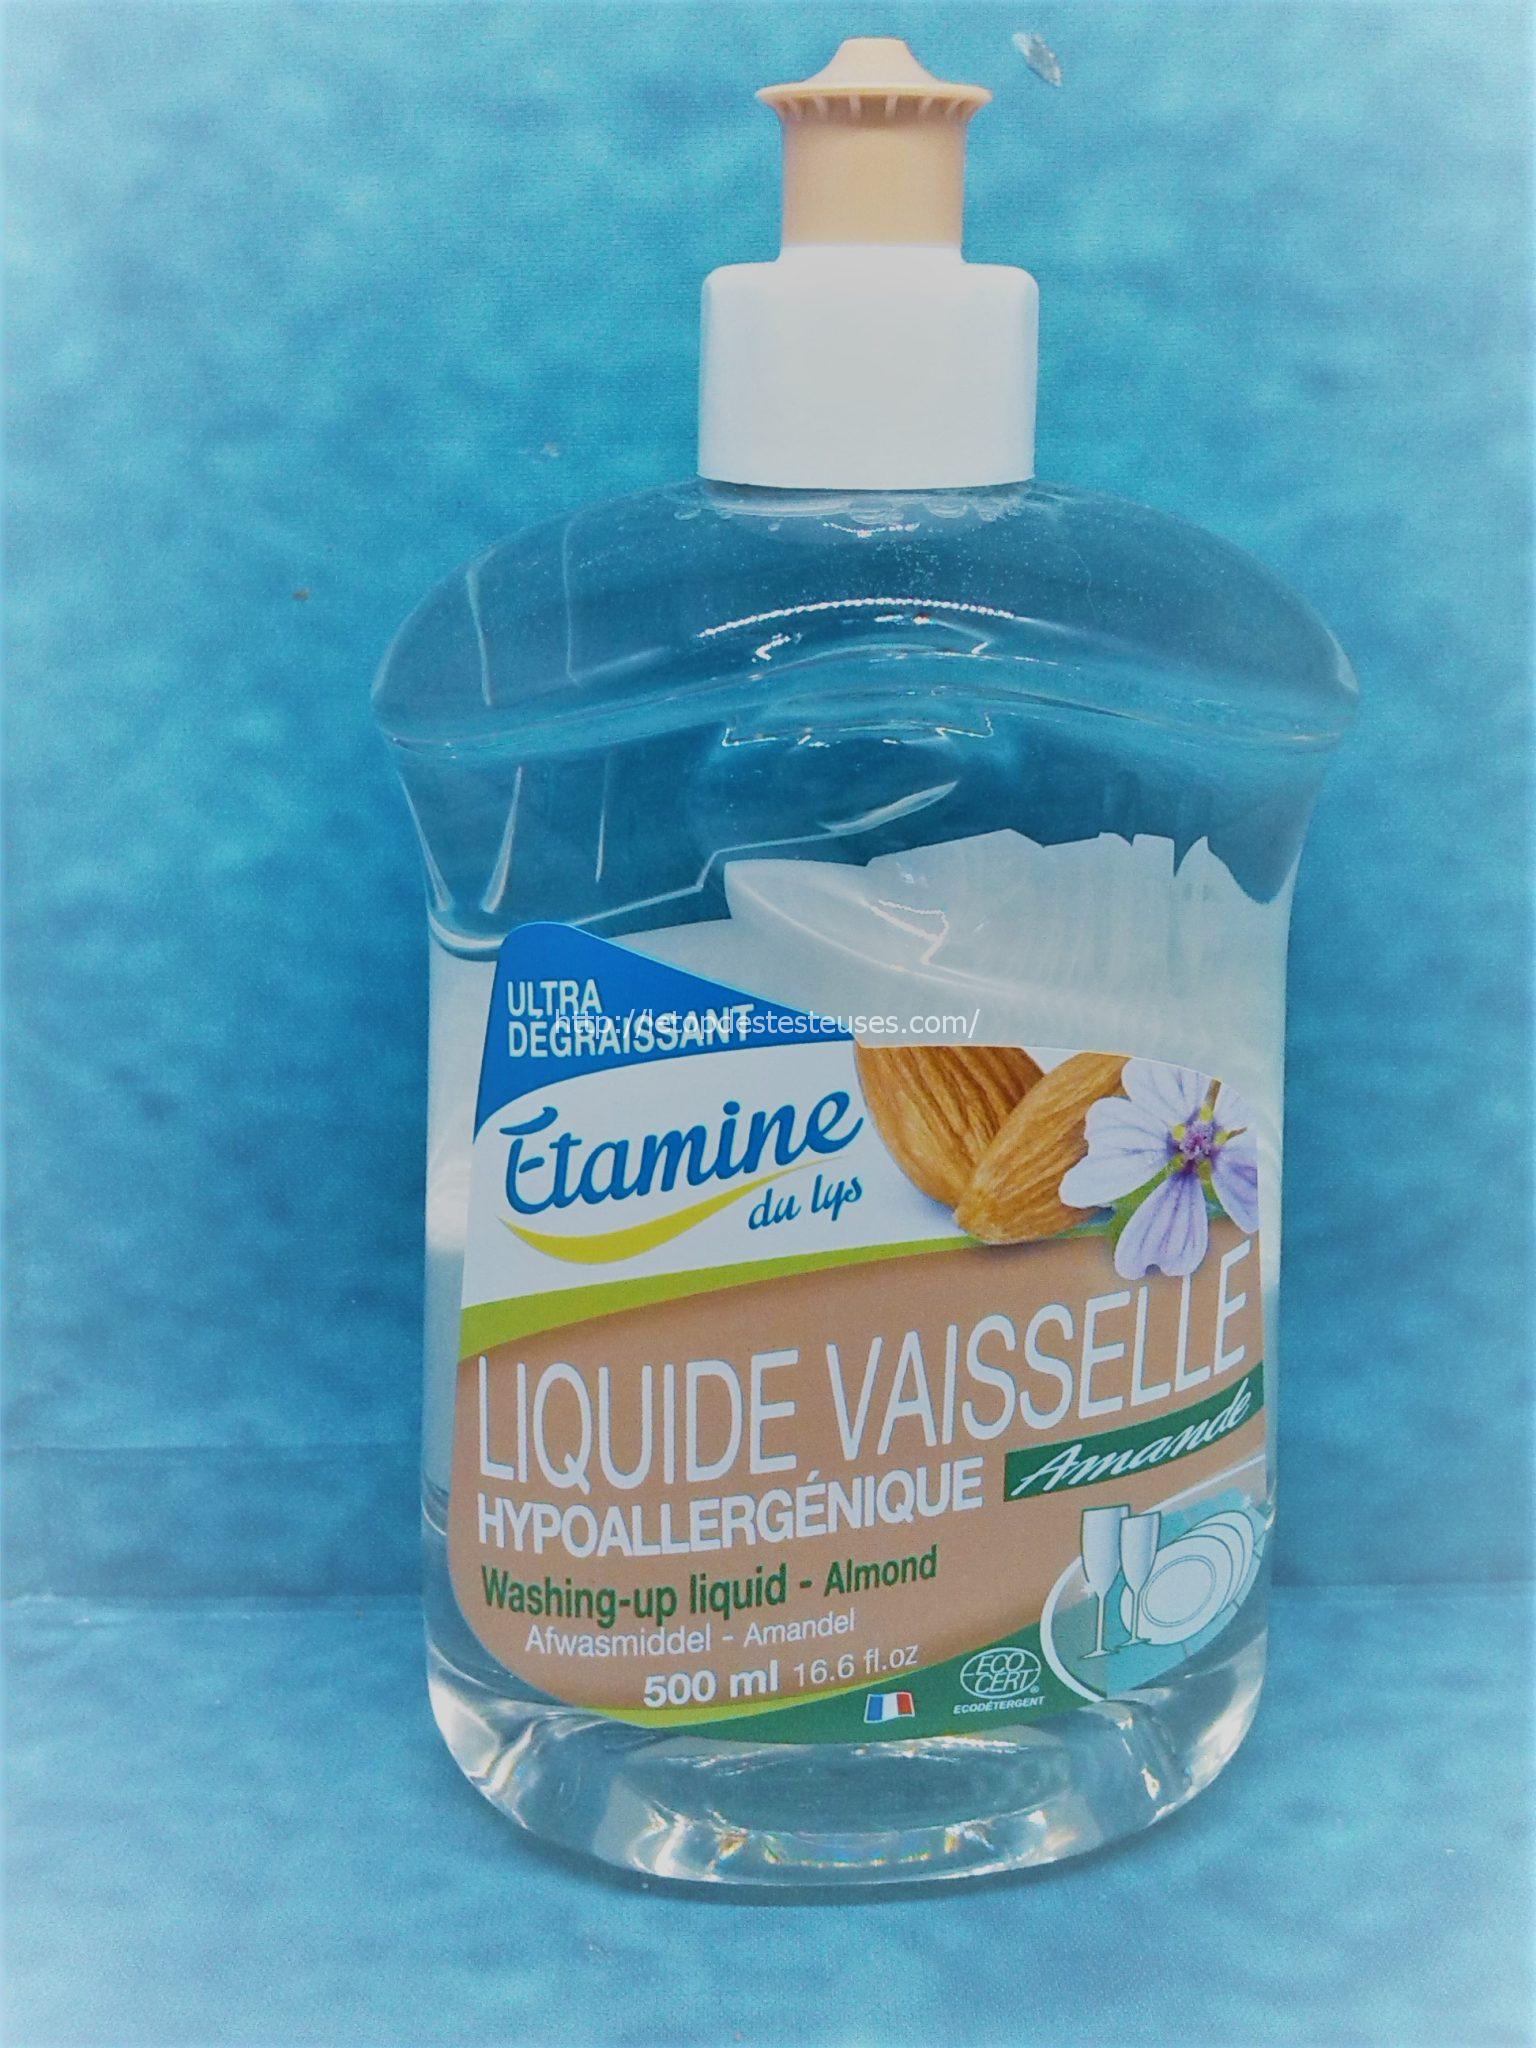 ULTRA
DÉGRAISSANT
http://letopdestesteuses.com/
Étamine
du lys
LIQUIDE VAISSELLE
Amande
HYPOALLERGÉNIQUE
Washing-up liquid - Almond
Afwasmiddel - Amandel
500 ml 16.6 fl.oz
ECO
CERT®
ECODÉTERGENT